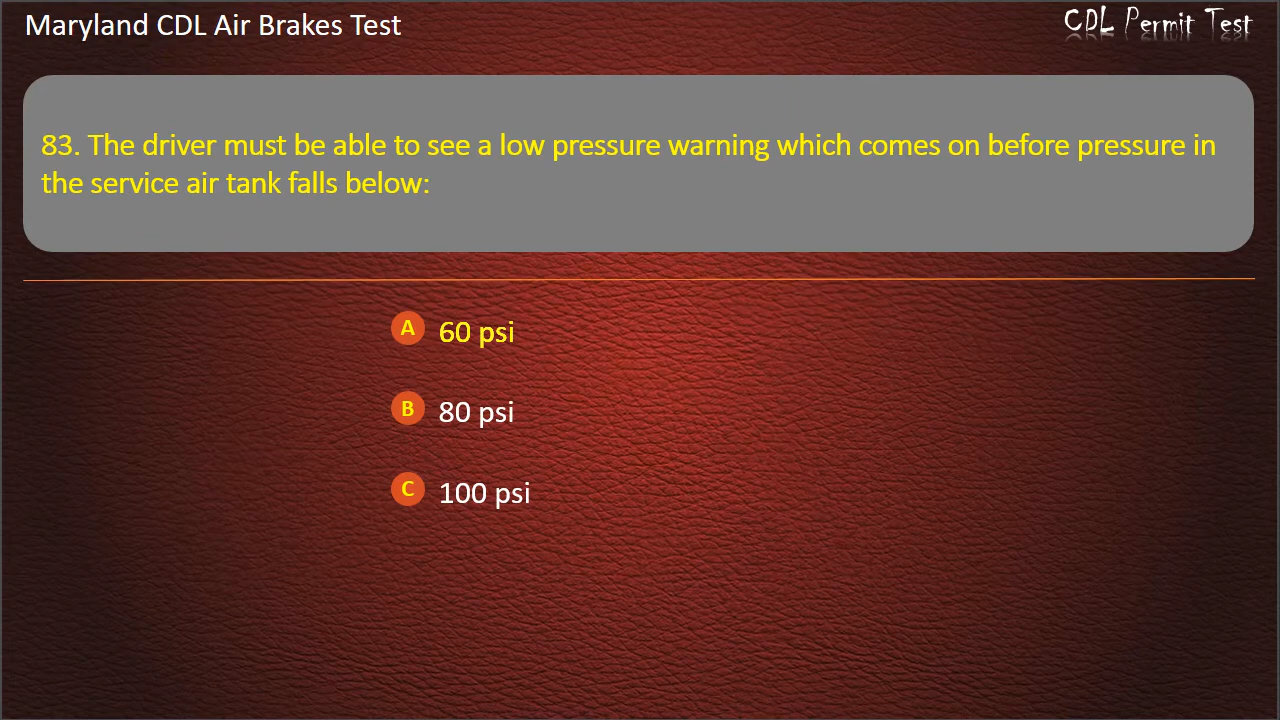 Maryland CDL Air Brakes Test
CDL Permit Test
83. The driver must be able to see a low pressure warning which comes on before pressure in
the service air tank falls below:
A 60 psi
B 80 psi
C 100 psi